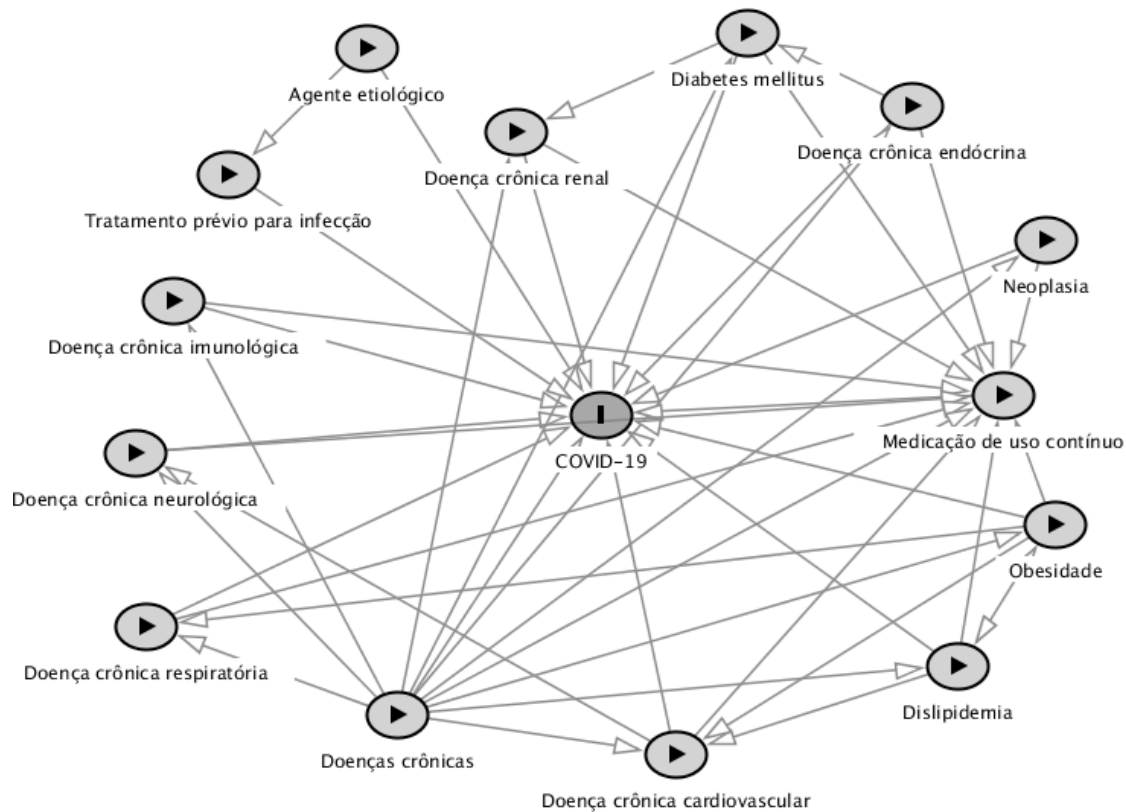 Agente etiológico
Diabetes mellitus
Doença crônica renal
Doença crônica endócrina
Tratamento prévio para infecção
Neoplasia
Doença crônica imunológica
COVID-19
Medicação de uso contínuo
Doença crônica neurológica
Obesidade
Doença crônica respiratória
Dislipidemia
Doenças crônicas
Doença crônica cardiovascular